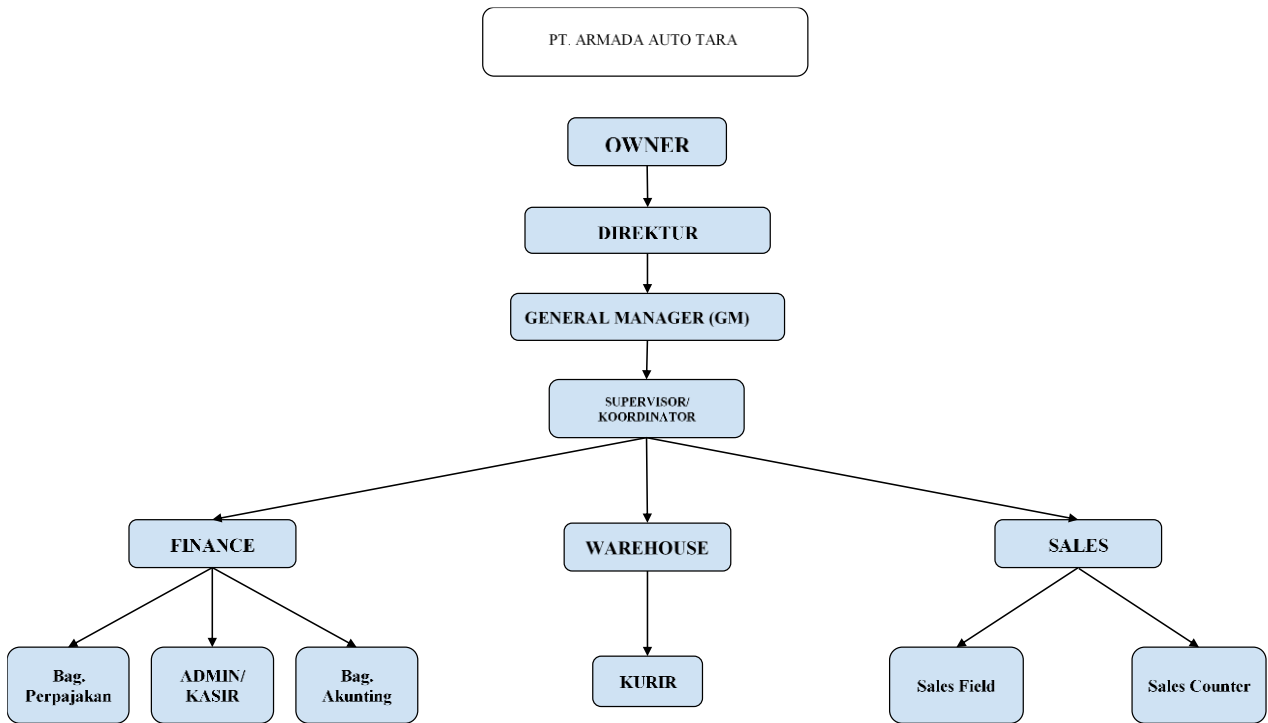 PT. ARMADA AUTO TARA
OWNER
DIREKTUR
GENERAL MANAGER (GM)
SUPERVISOR/
KOORDINATOR
FINANCE
WAREHOUSE
SALES
Bag.
Perpajakan
ADMIN/
KASIR
Bag.
Akunting
KURIR
Sales Field
Sales Counter